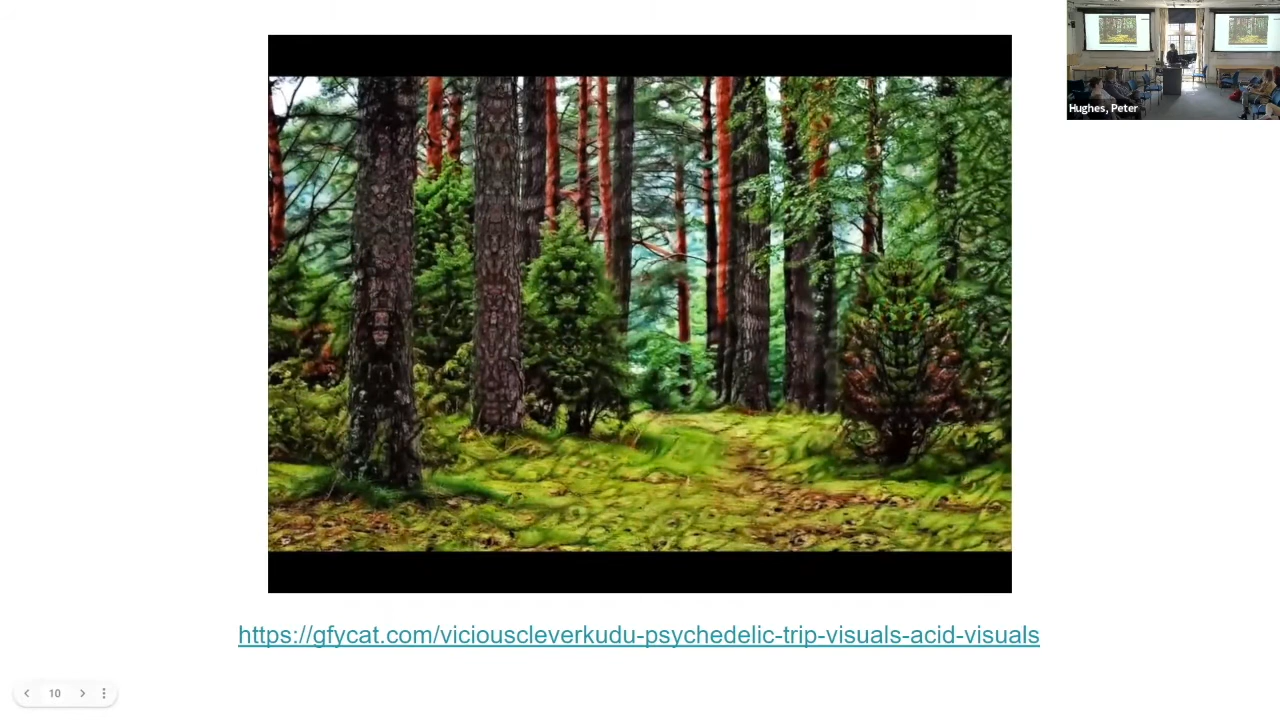 Hughes, Peter
https://gfycat.com/viciouscleverkudu-psychedelic-trip-visuals-acid-visuals
10